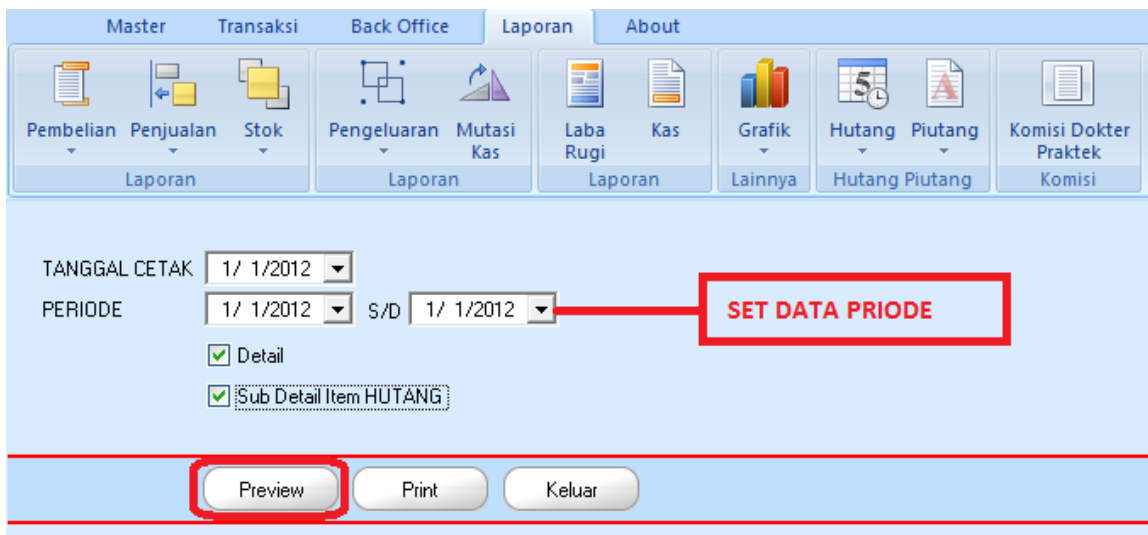 Master Transaksi Back Office Laporan About
Pembelian Penjualan Stok Pengeluaran Mutasi Kas Laba Rugi Kas Grafik Hutang Piutang Komisi Dokter Praktek
Laporan Laporan Laporan Lainnya Hutang Piutang Komisi
TANGGAL CETAK 1/ 1/2012
PERIODE 1/ 1/2012 S/D 1/ 1/2012 SET DATA PRIODE
Detail
Sub Detail Item HUTANG
Preview Print Keluar